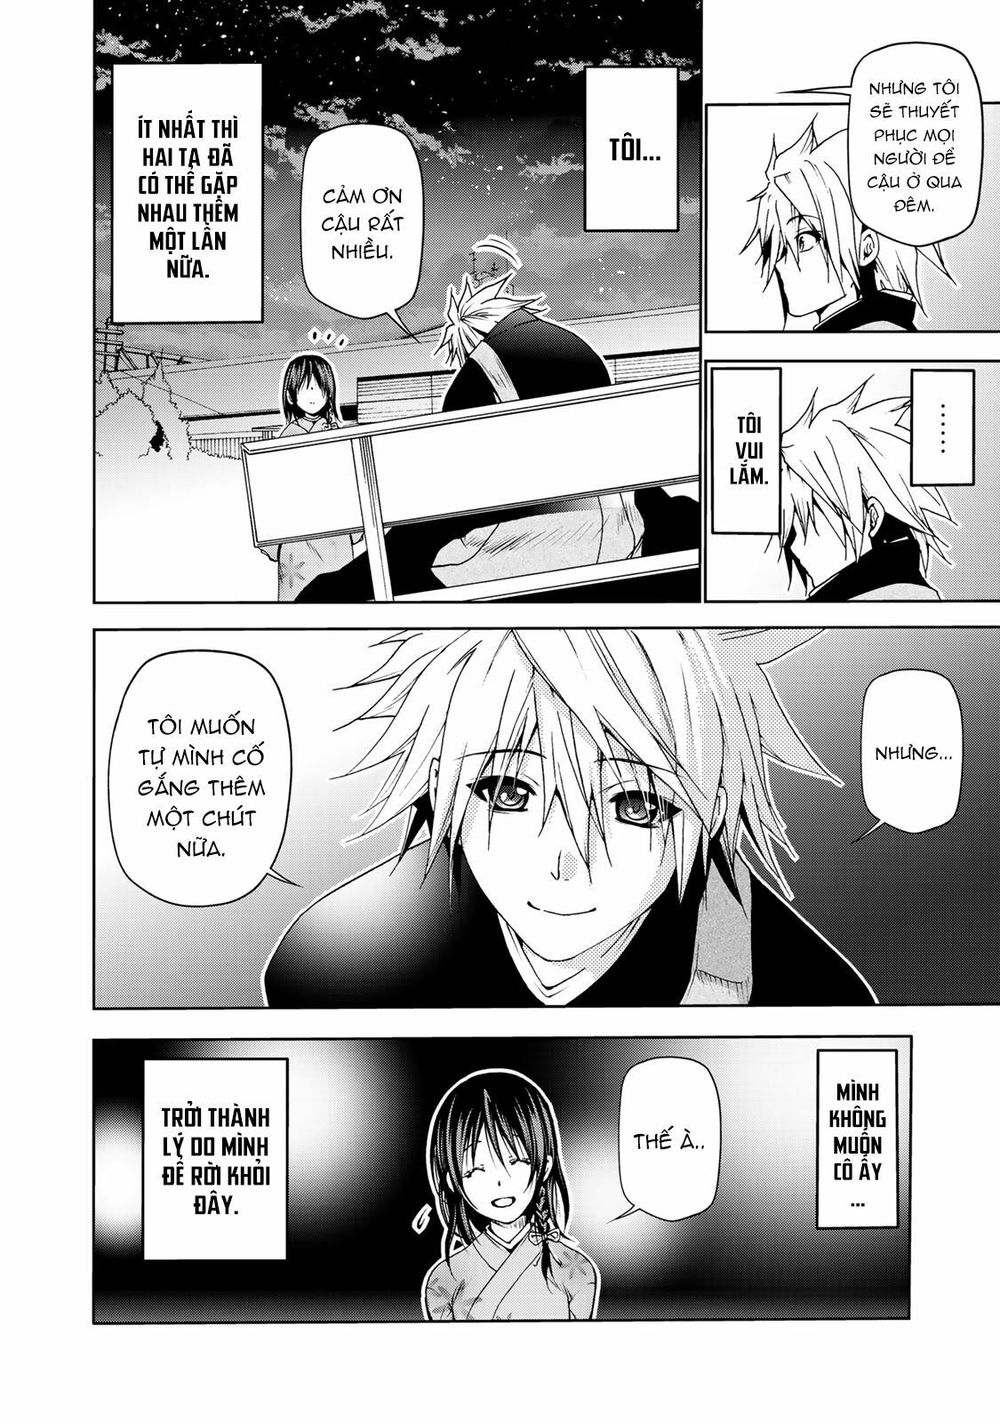 NHƯNG TÔI
SẼ THUYẾT
PHỤC MỌI
NGƯỜI ĐỂ
CẬU Ở QUA
ĐÊM.
........
TÔI
VUI
LẮM.
TÔI...
CẢM ƠN
CẬU RẤT
NHIỀU.
ÍT NHẤT THÌ
HAI TA ĐÃ
CÓ THỂ GẶP
NHAU THÊM
MỘT LẦN
NỮA.
NHƯNG...
TÔI MUỐN
TỰ MÌNH CỐ
GẮNG THÊM
MỘT CHÚT
NỮA.
MÌNH
KHÔNG
MUỘN
CÔ ẤY
...
THẾ À..
TRỞI THÀNH
LÝ DO MÌNH
ĐỂ RỜI KHỎI
ĐÂY.